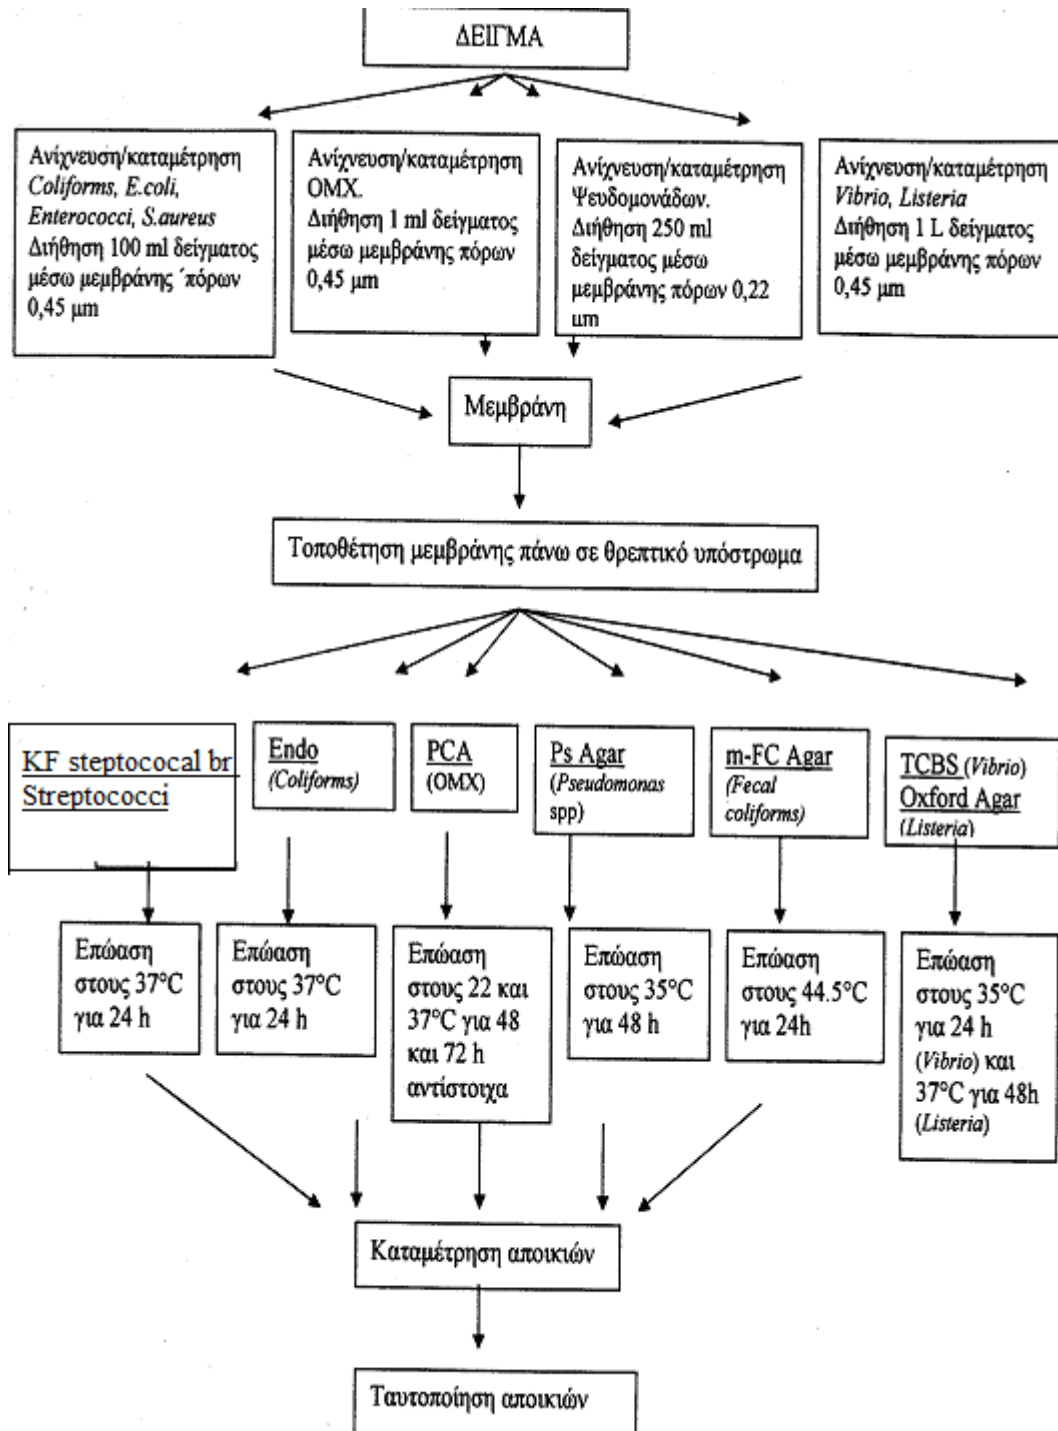 ΔΕΙΓΜΑ
Ανίχνευση/καταμέτρηση
Coliforms, E.coli,
Enterococci, S.aureus
Διήθηση 100 ml δείγματος
μέσω μεμβράνης ΄πόρων
0,45 μm
Ανίχνευση/καταμέτρηση
ΟΜΧ.
Διήθηση 1 ml δείγματος
μέσω μεμβράνης πόρων
0,45 μm
Ανίχνευση/καταμέτρηση
Ψευδομονάδων.
Διήθηση 250 ml
δείγματος μέσω
μεμβράνης πόρων 0,22
μm
Ανίχνευση/καταμέτρηση
Vibrio, Listeria
Διήθηση 1 L δείγματος
μέσω μεμβράνης πόρων
0,45 μm
Μεμβράνη
Τοποθέτηση μεμβράνης πάνω σε θρεπτικό υπόστρωμα
KF steptococal br
Streptococci
Endo
(Coliforms)
PCA
(ΟΜΧ)
Ps Agar
(Pseudomonas
spp)
m-FC Agar
(Fecal
coliforms)
TCBS (Vibrio)
Oxford Agar
(Listeria)
Επώαση
στους 37°C
για 24 h
Επώαση
στους 37°C
για 24 h
Επώαση
στους 22 και
37°C για 48
και 72 h
αντίστοιχα
Επώαση
στους 35°C
για 48 h
Επώαση
στους 44.5°C
για 24h
Επώαση
στους 35°C
για 24 h
(Vibrio) και
37°C για 48h
(Listeria)
Καταμέτρηση αποικιών
Ταυτοποίηση αποικιών